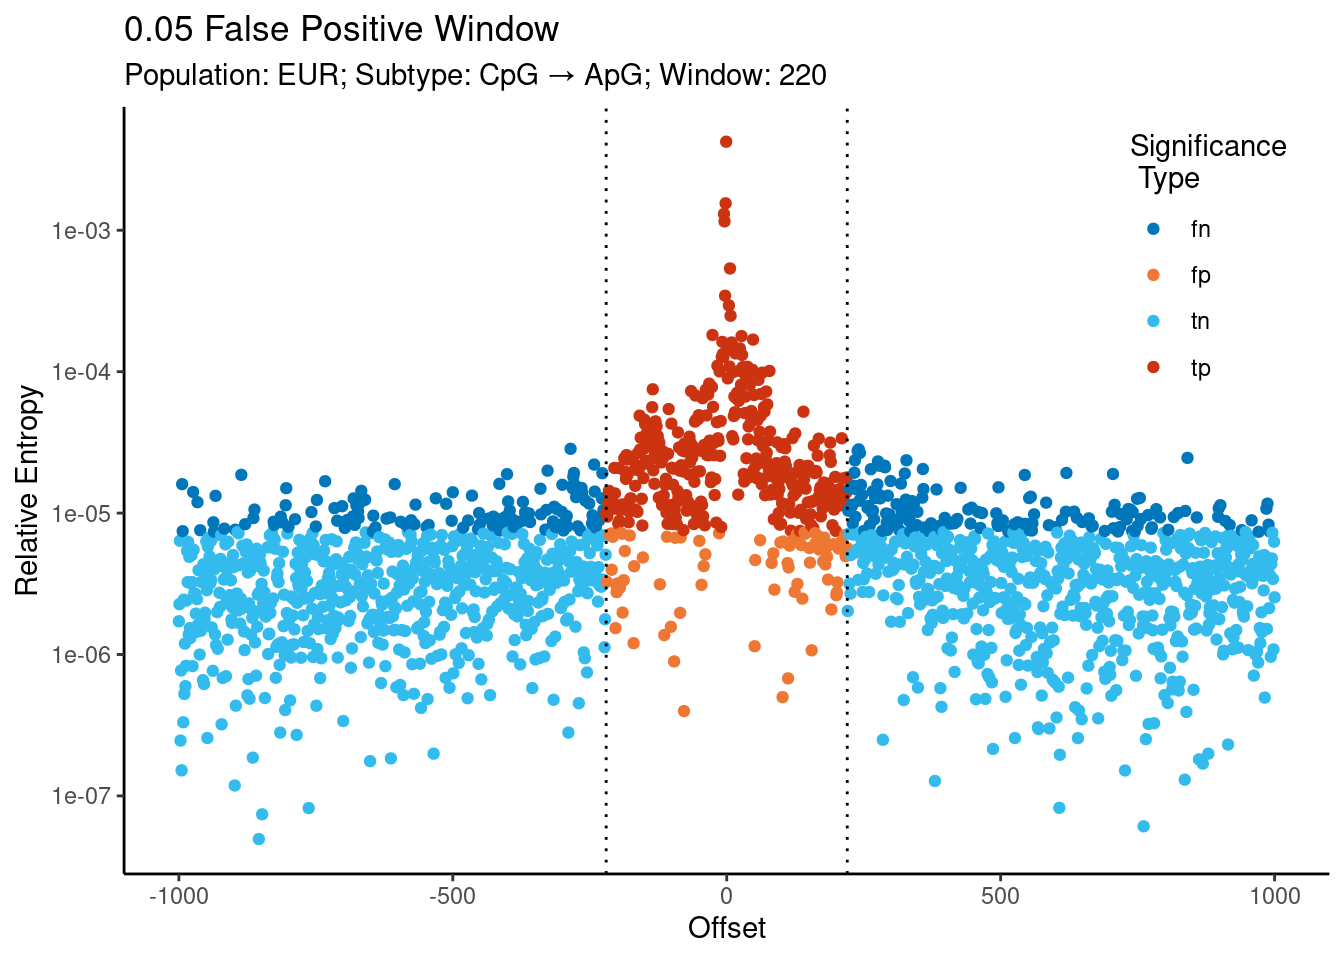 0.05 False Positive Window
Population: EUR; Subtype: CpG → ApG; Window: 220
Significance
Type
fn
fp
tn
tp
Relative Entropy
1e-03
1e-04
1e-05
1e-06
1e-07
-1000
-500
0
500
1000
Offset